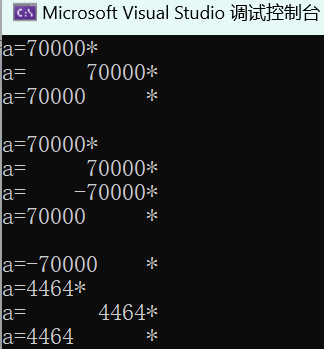 Microsoft Visual Studio 调试控制台
a=70000*
a=     70000*
a=70000     *

a=70000*
a=     70000*
a=    -70000*
a=70000     *

a=-70000    *
a=4464*
a=      4464*
a=4464      *